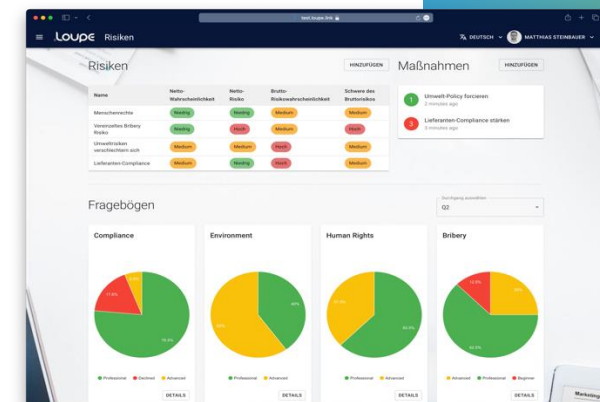 test.loupe.link
LOUPE Risiken
DEUTSCH
MATTHIAS STEINBAUER
Risiken
HINZUFÜGEN
Name
Netto-Wahrscheinlichkeit
Netto-Risiko
Brutto-Risikowahrscheinlichkeit
Schwere des Bruttorisikos
Menschenrechte Niedrig Niedrig Medium Medium
Vereinzeltes Bribery Risiko Niedrig Hoch Medium Hoch
Umweltrisiken verschlechtern sich Medium Medium Hoch Medium
Lieferanten-Compliance Medium Niedrig Hoch Medium
Maßnahmen
HINZUFÜGEN
1 Umwelt-Policy forcieren
2 minutes ago
3 Lieferanten-Compliance stärken
3 minutes ago
Fragebögen
Durchgang auswählen
Q2
Compliance
Professional Declined Advanced
DETAILS
Environment
Professional Advanced
DETAILS
Human Rights
Professional Advanced
DETAILS
Bribery
Advanced Professional Beginner
DETAILS
Marketing